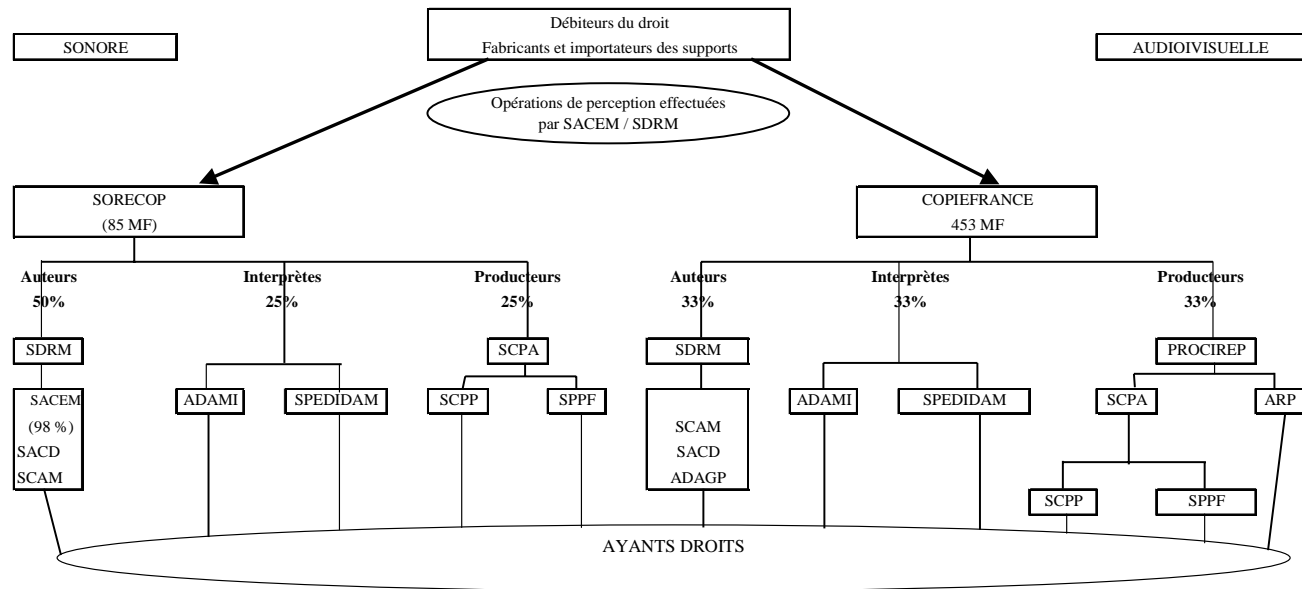 Débiteurs du droit
SONORE
Fabricants et importateurs des supports
AUDIOIVISUELLE
Opérations de perception effectuées
par SACEM / SDRM
SORECOP
(85 MF)
COPIEFRANCE
453 MF
Auteurs
50%
Interprètes
25%
Producteurs
25%
Auteurs
33%
Interprètes
33%
Producteurs
33%
SDRM
SCPA
SDRM
PROCIREP
SACEM
(98 %)
SACD
SCAM
ADAMI
SPEDIDAM
SCPP
SPPF
SCAM
SACD
ADAGP
ADAMI
SPEDIDAM
SCPA
ARP
SCPP
SPPF
AYANTS DROITS